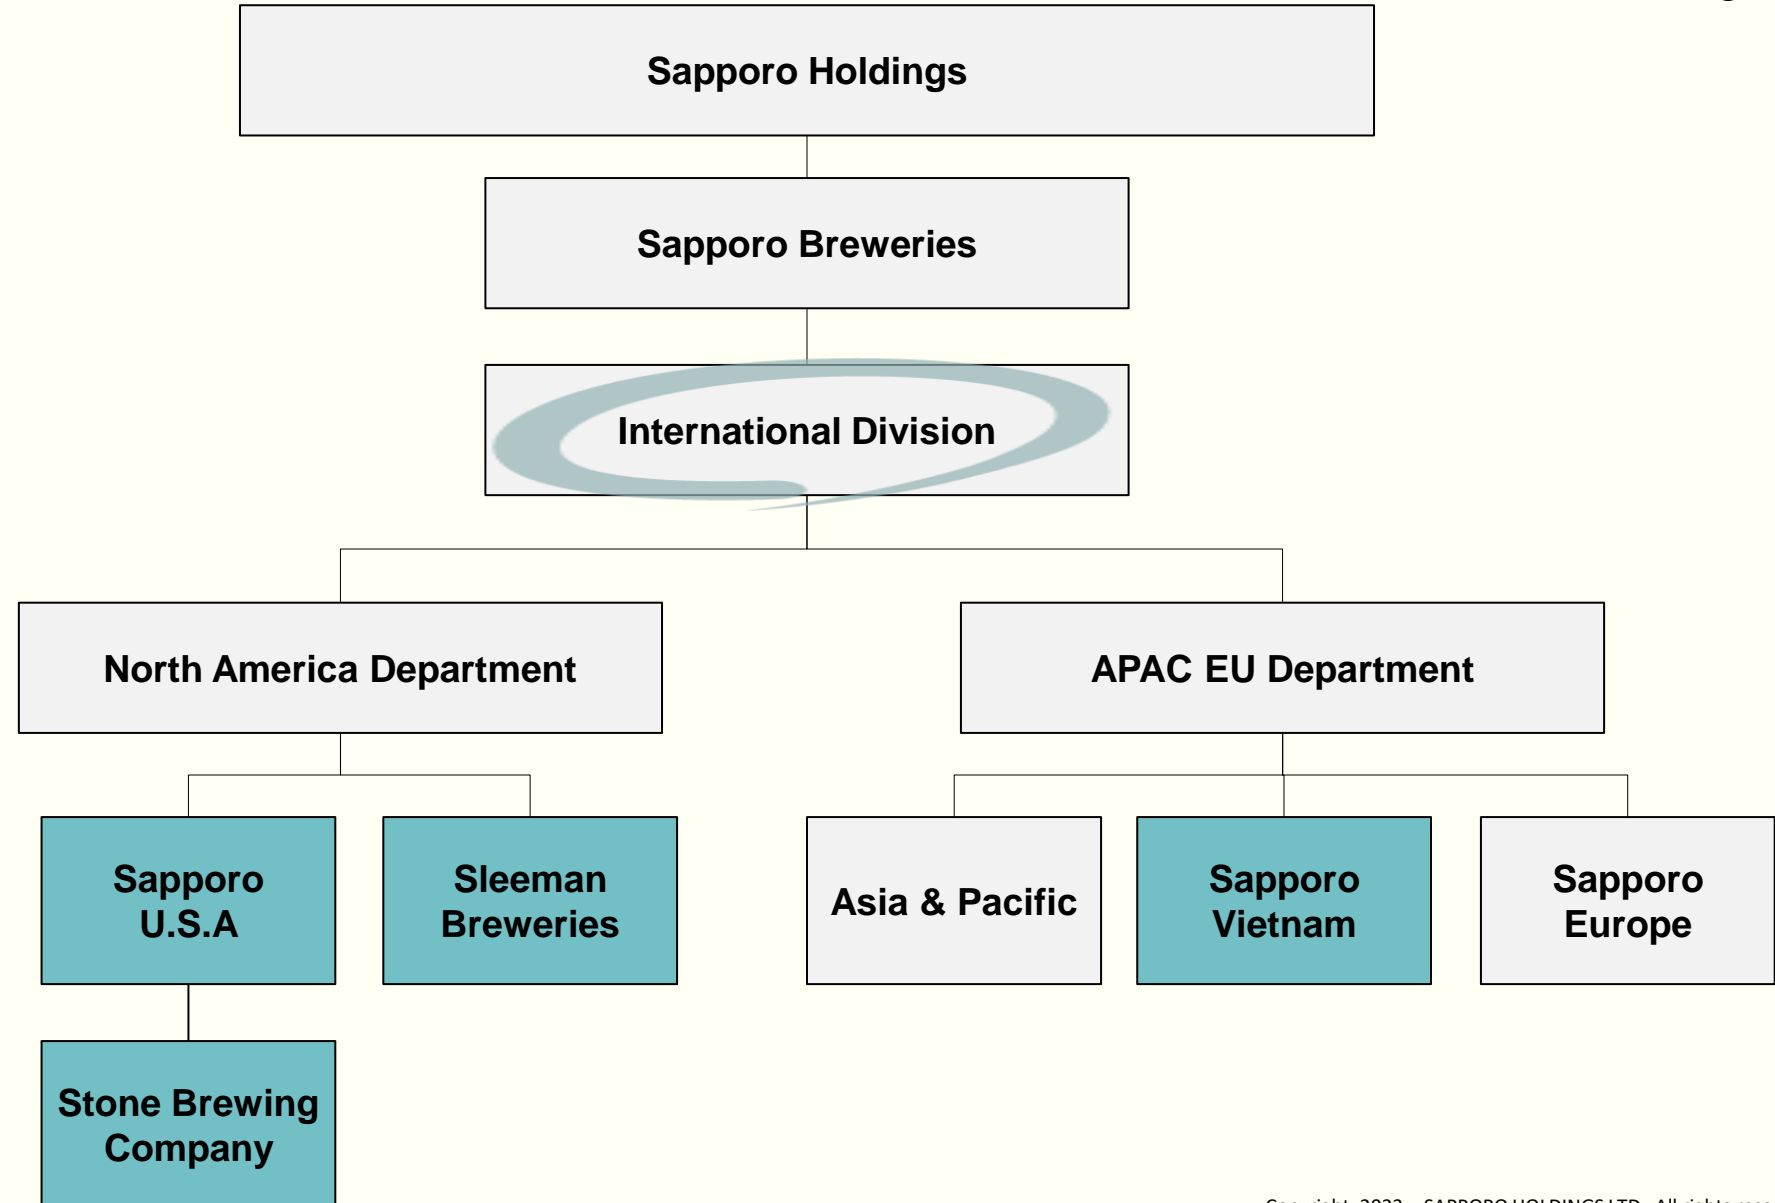 Sapporo Holdings
Sapporo Breweries
International Division
North America Department
APAC EU Department
Sapporo
U.S.A
Sleeman
Breweries
Asia & Pacific
Sapporo
Vietnam
Sapporo
Europe
Stone Brewing
Company